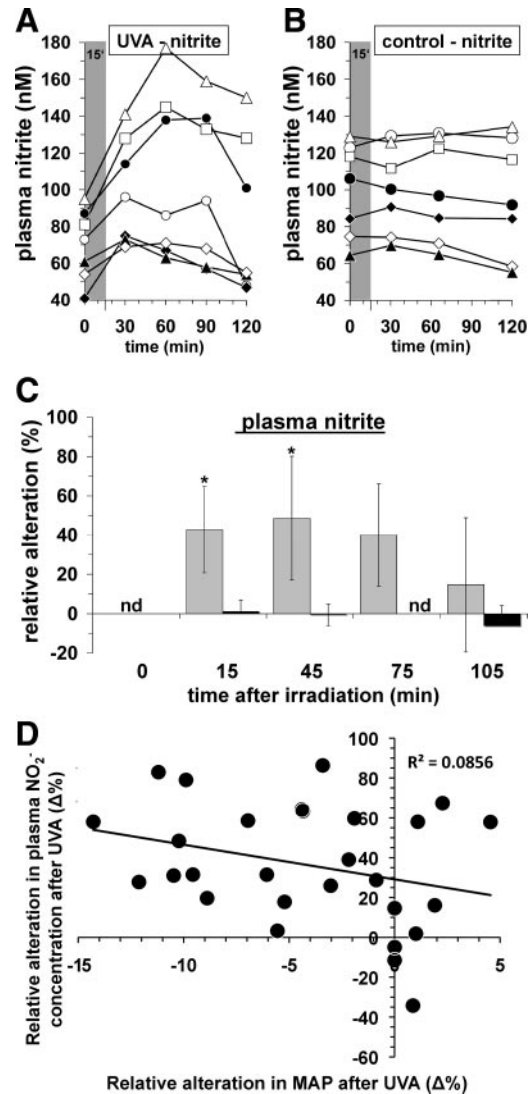 A
UVA - nitrite
15'
plasma nitrite (nM)
180
160
140
120
100
80
60
40
0 30 60 90 120
time (min)
B
control - nitrite
15'
plasma nitrite (nM)
180
160
140
120
100
80
60
40
0 30 60 90 120
time (min)
C
plasma nitrite
relative alteration (%)
100
80
60
40
20
0
-20
nd * * nd
0 15 45 75 105
time after irradiation (min)
D
R² = 0.0856
Relative alteration in plasma NO₂⁻
concentration after UVA (Δ%)
100
80
60
40
20
0
-20
-40
-60
-15 -10 -5 0 5
Relative alteration in MAP after UVA (Δ%)